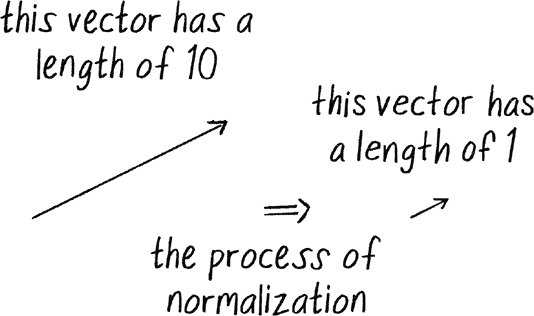 this vector has a
length of 10
this vector has
a length of 1
the process of
normalization